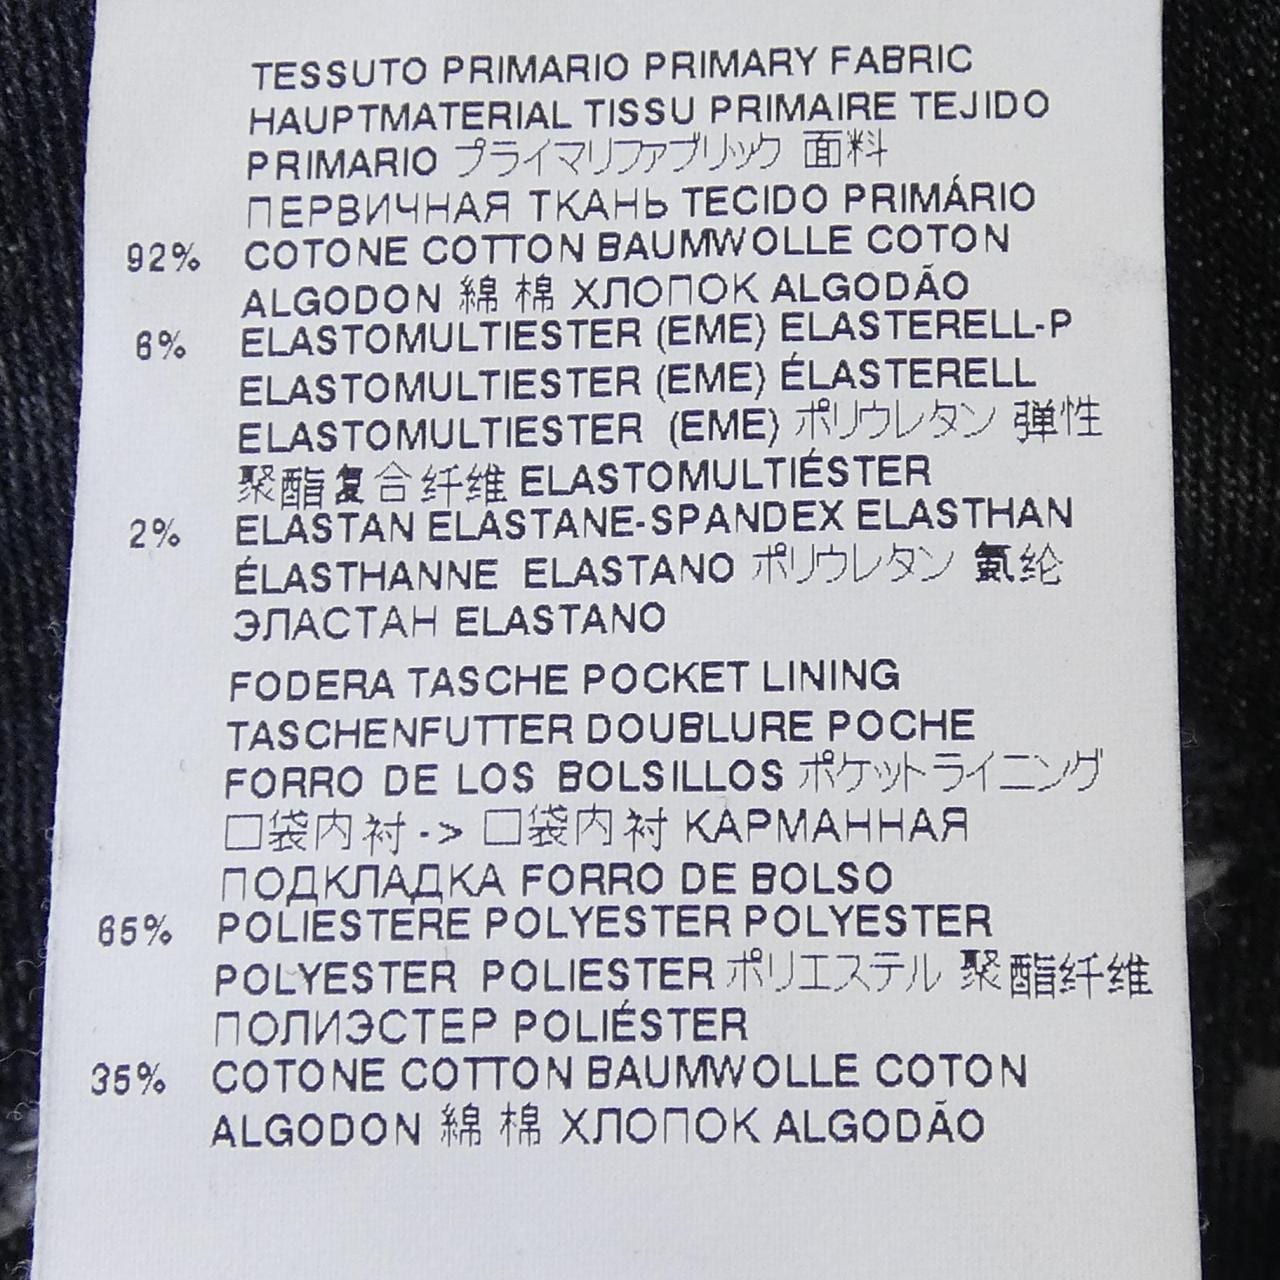 TESSUTO PRIMARIO PRIMARY FABRIC
HAUPTMATERIAL TISSU PRIMAIRE TEJIDO
PRIMARIO プライマリファブリック 面料
ПЕРВИЧНАЯ ТКАНЬ TECIDO PRIMÁRIO
92% COTONE COTTON BAUMWOLLE COTON
ALGODON 綿 棉 ХЛОПОК ALGODÃO
6% ELASTOMULTIESTER (EME) ELASTERELL-P
ELASTOMULTIESTER (EME) ÉLASTERELL
ELASTOMULTIESTER (EME) ポリウレタン 弹性
聚酯复合纤维 ELASTOMULTIÉSTER
2% ELASTAN ELASTANE-SPANDEX ELASTHAN
ÉLASTHANNE ELASTANO ポリウレタン 氨纶
ЭЛАСТАН ELASTANO
FODERA TASCHE POCKET LINING
TASCHENFUTTER DOUBLURE POCHE
FORRO DE LOS BOLSILLOS ポケットライニング
口袋内衬 -> 口袋内衬 КАРМАННАЯ
ПОДКЛАДКА FORRO DE BOLSO
65% POLIESTERE POLYESTER POLYESTER
POLYESTER POLIESTER ポリエステル 聚酯纤维
ПОЛИЭСТЕР POLIÉSTER
35% COTONE COTTON BAUMWOLLE COTON
ALGODON 綿 棉 ХЛОПОК ALGODÃO